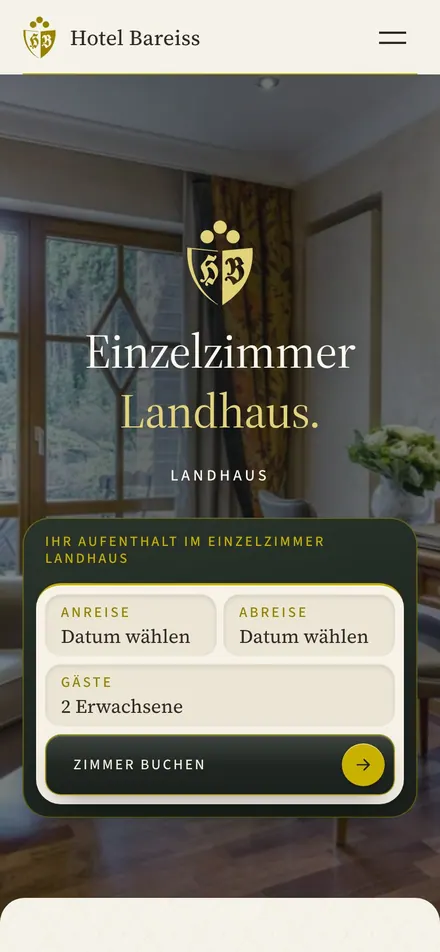 Hotel Bareiss
HB
Einzelzimmer
Landhaus.
LANDHAUS
IHR AUFENTHALT IM EINZELZIMMER
LANDHAUS
ANREISE
Datum wählen
ABREISE
Datum wählen
GÄSTE
2 Erwachsene
ZIMMER BUCHEN